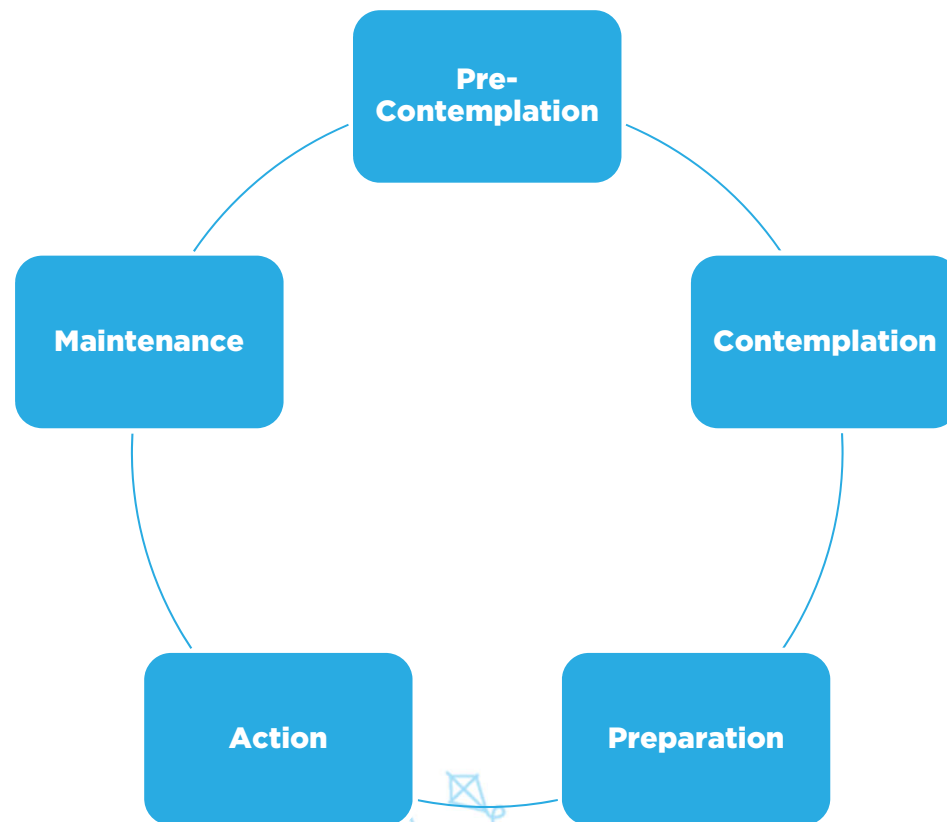 Pre-
Contemplation
Contemplation
Preparation
Action
Maintenance